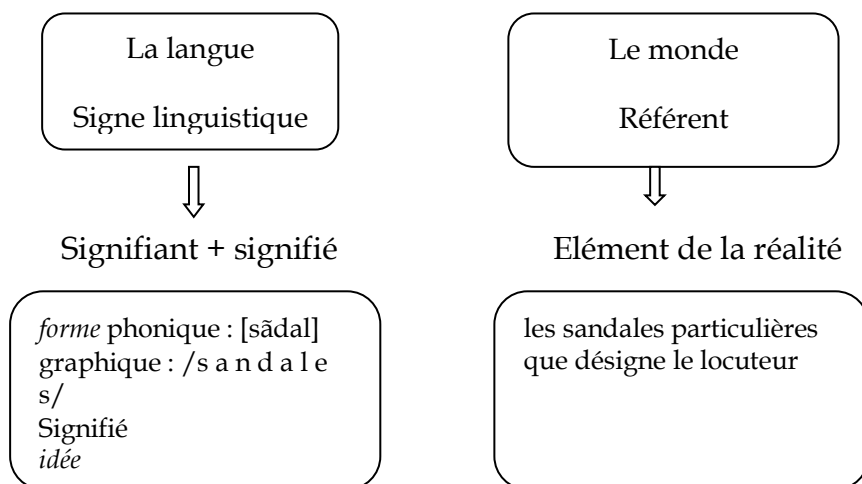 La langue
Signe linguistique
Le monde
Référent
Signifiant + signifié
Elément de la réalité
forme phonique : [sãdal]
graphique : /s a n d a l e
s/
Signifié
idée
les sandales particulières
que désigne le locuteur